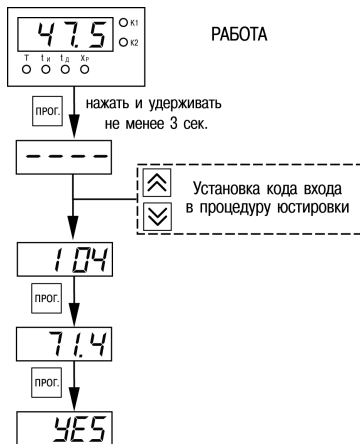 47.5
К1
К2
T tи tд Xр
РАБОТА
ПРОГ.
нажать и удерживать
не менее 3 сек.
----
Установка кода входа
в процедуру юстировки
104
ПРОГ.
71.4
ПРОГ.
YES